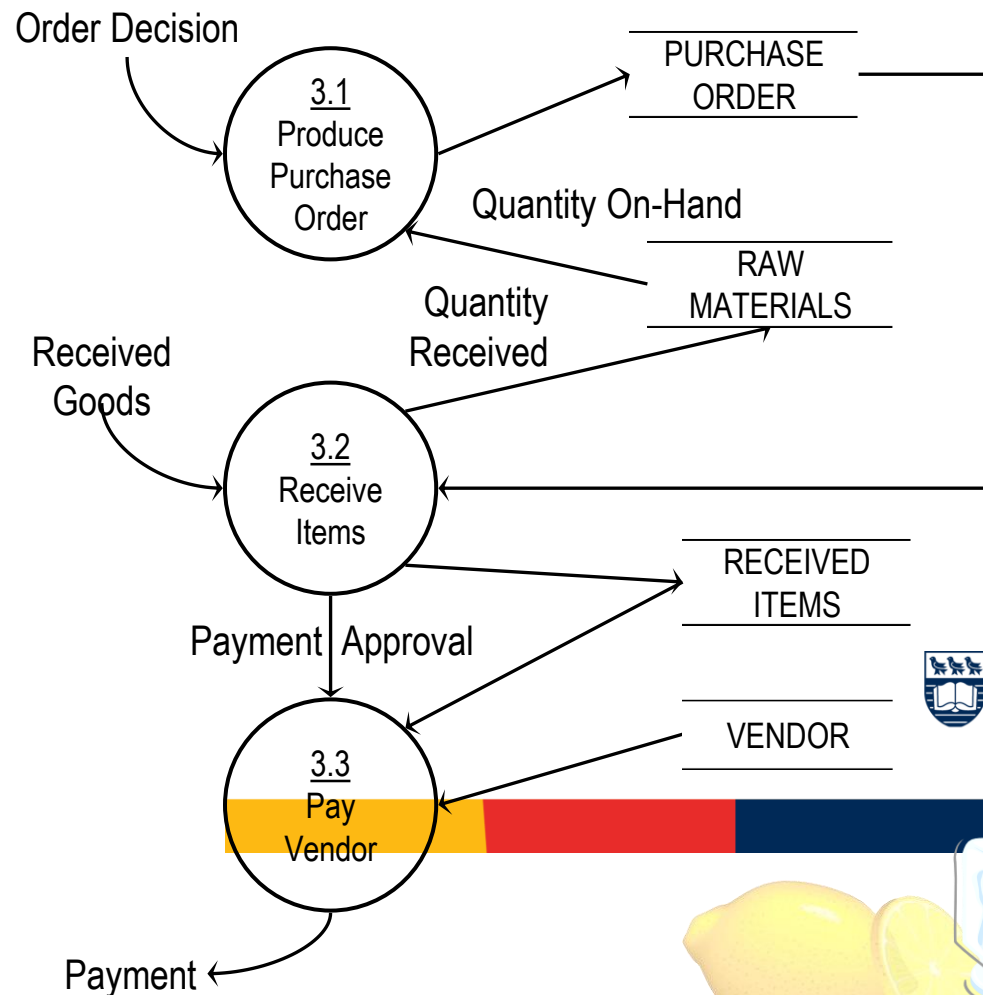 Order Decision
PURCHASE
ORDER
3.1
Produce
Purchase
Order
Quantity On-Hand
RAW
MATERIALS
Quantity
Received
Received
Goods
3.2
Receive
Items
RECEIVED
ITEMS
Payment Approval
VENDOR
3.3
Pay
Vendor
Payment